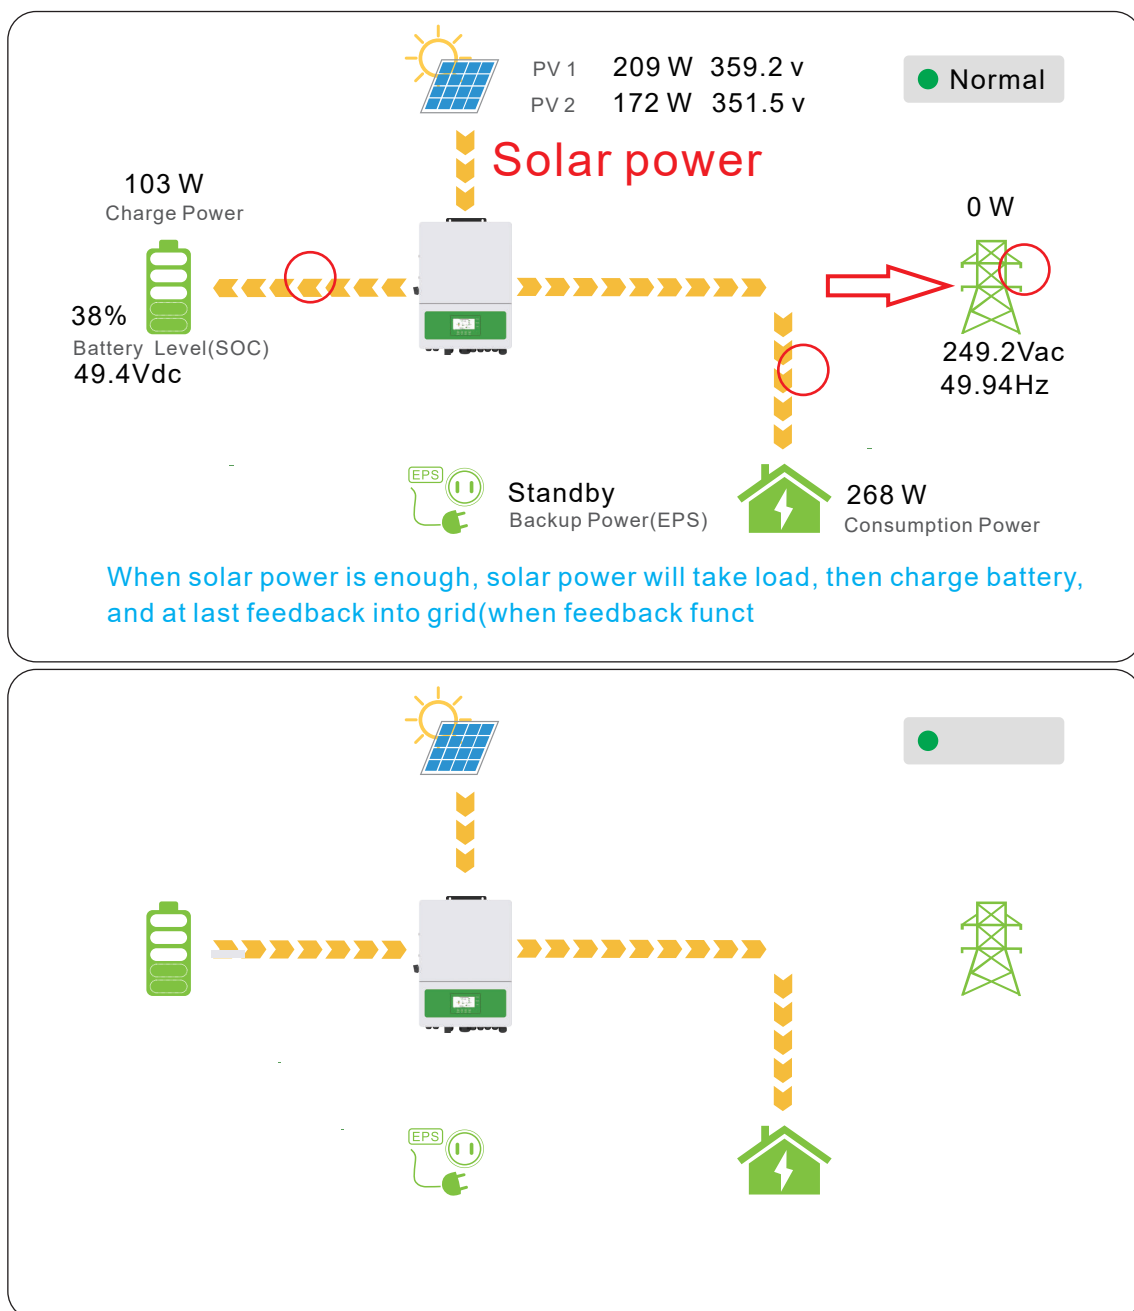 PV 1 209 W 359.2 v
PV 2 172 W 351.5 v
Normal
Solar power
103 W
Charge Power
0 W
38%
Battery Level(SOC)
49.4Vdc
249.2Vac
49.94Hz
EPS
Standby
Backup Power(EPS)
268 W
Consumption Power
When solar power is enough, solar power will take load, then charge battery,
and at last feedback into grid(when feedback funct
EPS